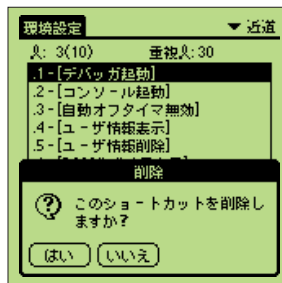 環境設定 ▼ 近道
: 3(10) 重複: 30
.1-[デバッガ起動]
.2-[コンソール起動]
.3-[自動オフタイマ無効]
.4-[ユーザ情報表示]
.5-[ユーザ情報削除]
削除
このショートカットを削除し
ますか?
はい いいえ